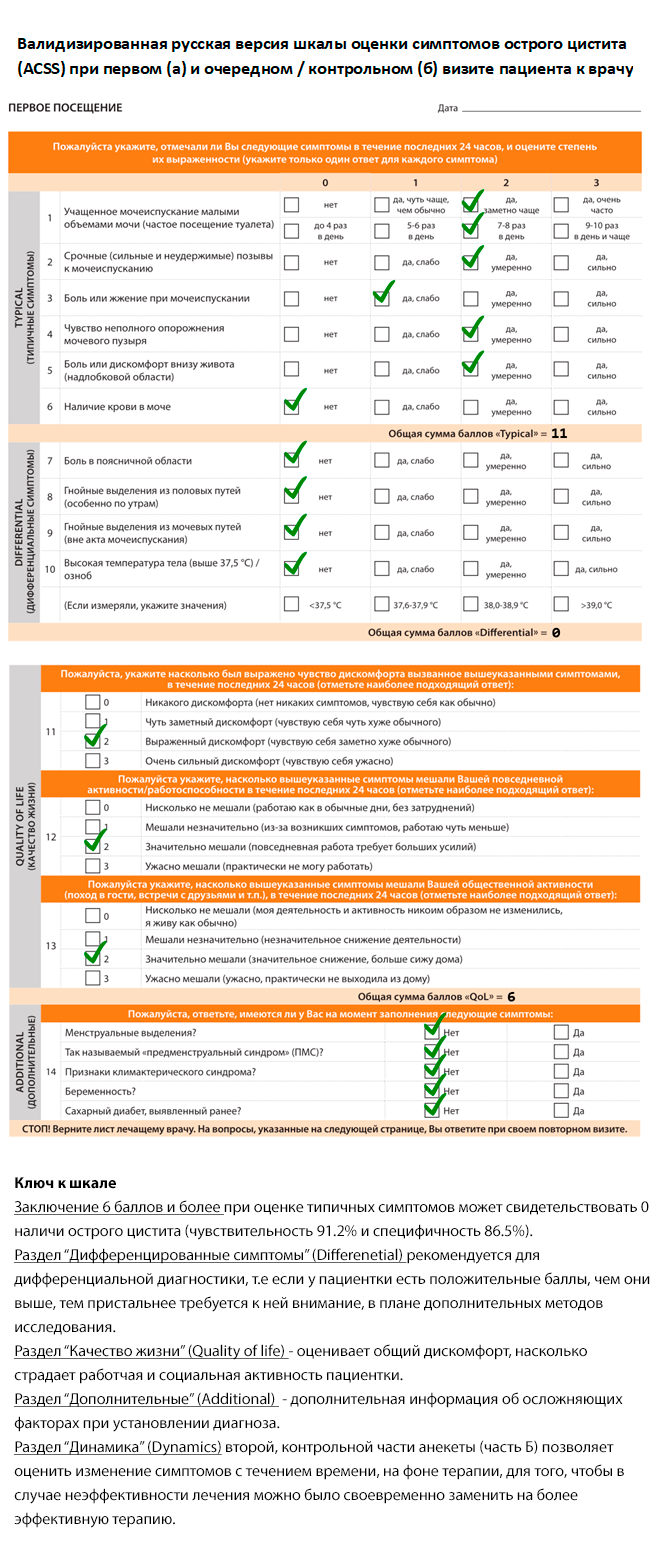 Валидизированная русская версия шкалы оценки симптомов острого цистита
(ACSS) при первом (а) и очередном / контрольном (б) визите пациента к врачу
ПЕРВОЕ ПОСЕЩЕНИЕ
Дата
Пожалуйста укажите, отмечали ли Вы следующие симптомы в течение последних 24 часов, и оцените степень
их выраженности (укажите только один ответ для каждого симптома)
0 1 2 3
TYPICAL
(ТИПИЧНЫЕ СИМПТОМЫ)
1 Учащенное мочеиспускание малыми
объемами мочи (частое посещение туалета)
нет
да, чуть чаще,
чем обычно
да,
заметно чаще
да, очень
часто
до 4 раз
в день
5-6 раз
в день
7-8 раз
в день
9-10 раз
в день и чаще
2 Срочные (сильные и неудержимые) позывы
к мочеиспусканию
нет
да, слабо
да,
умеренно
да,
сильно
3 Боль или жжение при мочеиспускании
нет
да, слабо
да,
умеренно
да,
сильно
4 Чувство неполного опорожнения
мочевого пузыря
нет
да, слабо
да,
умеренно
да,
сильно
5 Боль или дискомфорт внизу живота
(надлобковой области)
нет
да, слабо
да,
умеренно
да,
сильно
6 Наличие крови в моче
нет
да, слабо
да,
умеренно
да,
сильно
Общая сумма баллов «Typical» = 11
DIFFERENTIAL
(ДИФФЕРЕНЦИАЛЬНЫЕ СИМПТОМЫ)
7 Боль в поясничной области
нет
да, слабо
да,
умеренно
да,
сильно
8 Гнойные выделения из половых путей
(особенно по утрам)
нет
да, слабо
да,
умеренно
да,
сильно
9 Гнойные выделения из мочевых путей
(вне акта мочеиспускания)
нет
да, слабо
да,
умеренно
да,
сильно
10 Высокая температура тела (выше 37,5 °C) /
озноб
нет
да, слабо
да,
умеренно
да, сильно
(Если измеряли, укажите значения)
<37,5 °C
37,6-37,9 °C
38,0-38,9 °C
>39,0 °C
Общая сумма баллов «Differential» = 0
QUALITY OF LIFE
(КАЧЕСТВО ЖИЗНИ)
Пожалуйста, укажите насколько был выражено чувство дискомфорта вызванное вышеуказанными симптомами,
в течение последних 24 часов (отметьте наиболее подходящий ответ):
11
0 Никакого дискомфорта (нет никаких симптомов, чувствую себя как обычно)
1 Чуть заметный дискомфорт (чувствую себя чуть хуже обычного)
2 Выраженный дискомфорт (чувствую себя заметно хуже обычного)
3 Очень сильный дискомфорт (чувствую себя ужасно)
Пожалуйста укажите, насколько вышеуказанные симптомы мешали Вашей повседневной
активности/работоспособности в течение последних 24 часов (отметьте наиболее подходящий ответ):
12
0 Нисколько не мешали (работаю как в обычные дни, без затруднений)
1 Мешали незначительно (из-за возникших симптомов, работаю чуть меньше)
2 Значительно мешали (повседневная работа требует больших усилий)
3 Ужасно мешали (практически не могу работать)
Пожалуйста укажите, насколько вышеуказанные симптомы мешали Вашей общественной активности
(поход в гости, встречи с друзьями и т.п.), в течение последних 24 часов (отметьте наиболее подходящий ответ):
13
0 Нисколько не мешали (моя деятельность и активность никоим образом не изменились,
я живу как обычно)
1 Мешали незначительно (незначительное снижение деятельности)
2 Значительно мешали (значительное снижение, больше сижу дома)
3 Ужасно мешали (ужасно, практически не выходила из дому)
Общая сумма баллов «QoL» = 6
ADDITIONAL
(ДОПОЛНИТЕЛЬНЫЕ)
Пожалуйста, ответьте, имеются ли у Вас на момент заполнения следующие симптомы:
14
Менструальные выделения? Нет Да
Так называемый «предменструальный синдром» (ПМС)? Нет Да
Признаки климактерического синдрома? Нет Да
Беременность? Нет Да
Сахарный диабет, выявленный ранее? Нет Да
СТОП! Верните лист лечащему врачу. На вопросы, указанные на следующей странице, Вы ответите при своем повторном визите.
Ключ к шкале
Заключение 6 баллов и более при оценке типичных симптомов может свидетельствовать 0
наличи острого цистита (чувствительность 91.2% и специфичность 86.5%).
Раздел “Дифференцированные симптомы” (Differenetial) рекомендуется для
дифференциальной диагностики, т.е если у пациентки есть положительные баллы, чем они
выше, тем пристальнее требуется к ней внимание, в плане дополнительных методов
исследования.
Раздел “Качество жизни” (Quality of life) - оценивает общий дискомфорт, насколько
страдает работчая и социальная активность пациентки.
Раздел “Дополнительные” (Additional) - дополнительная информация об осложняющих
факторах при установлении диагноза.
Раздел “Динамика” (Dynamics) второй, контрольной части анекеты (часть Б) позволяет
оценить изменение симптомов с течением времени, на фоне терапии, для того, чтобы в
случае неэффективности лечения можно было своевременно заменить на более
эффективную терапию.